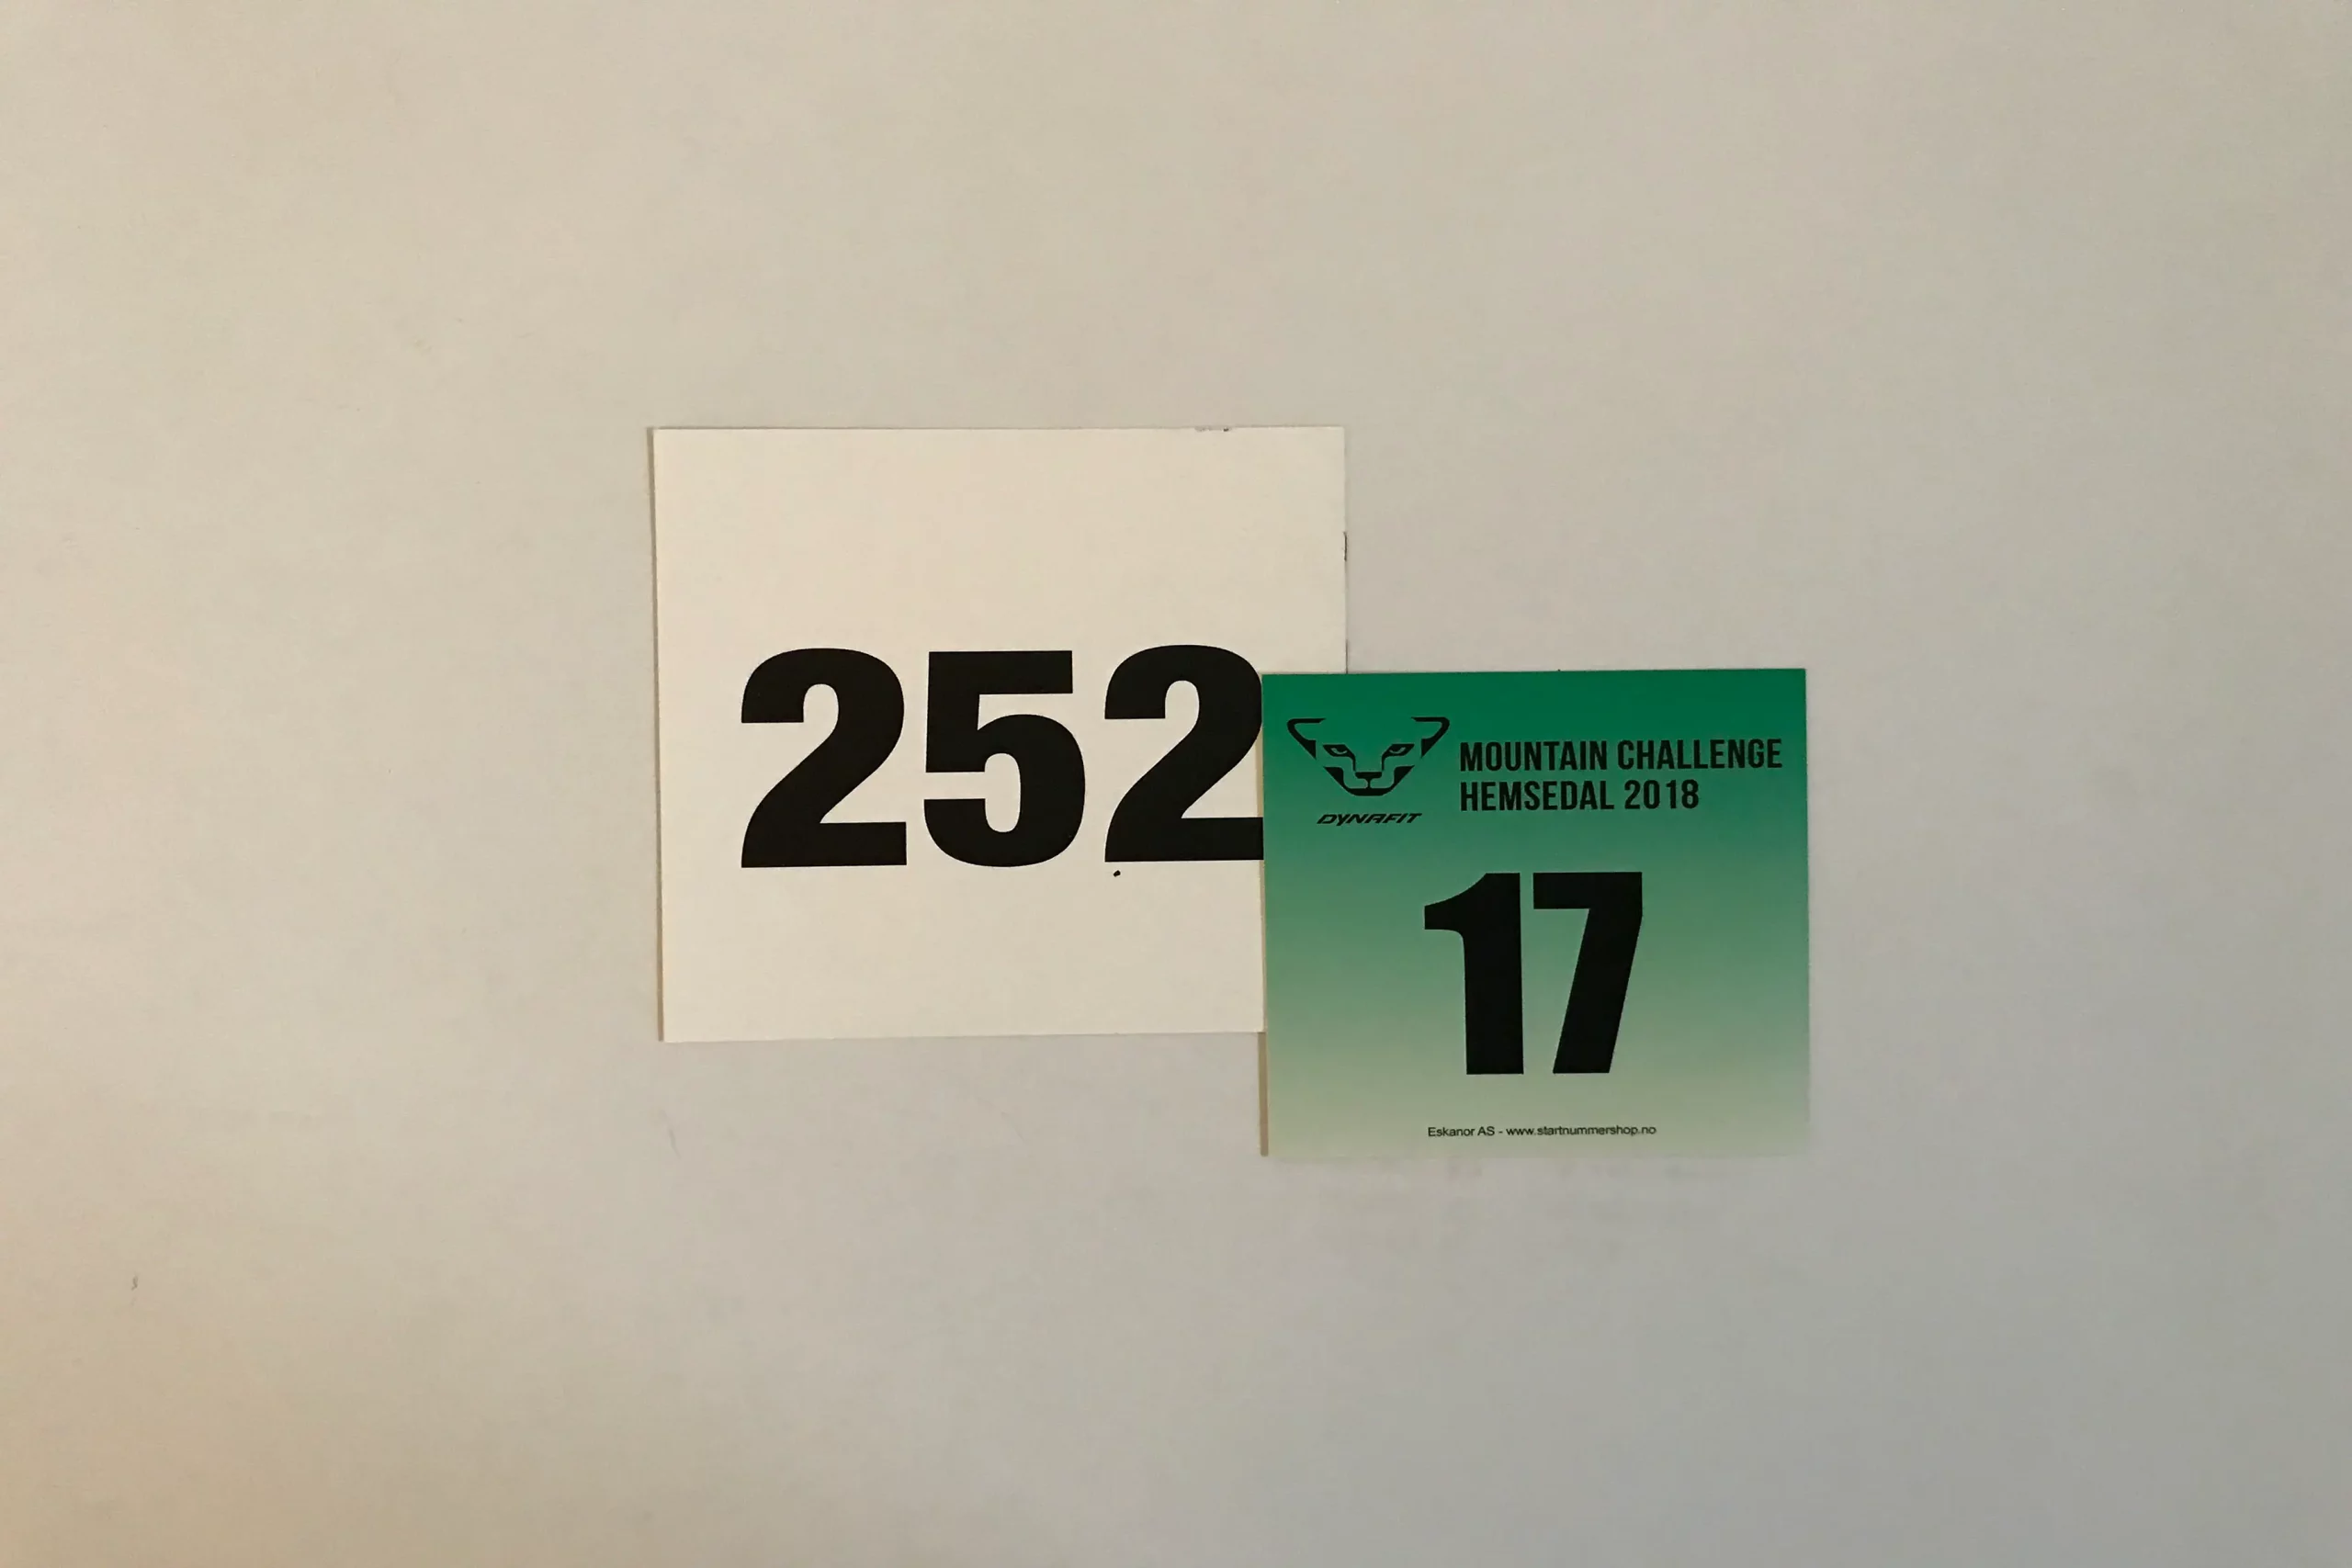 252
MOUNTAIN CHALLENGE
HEMSEDAL 2018
DYNAFIT
17
Eskanor AS - www.startnummershop.no